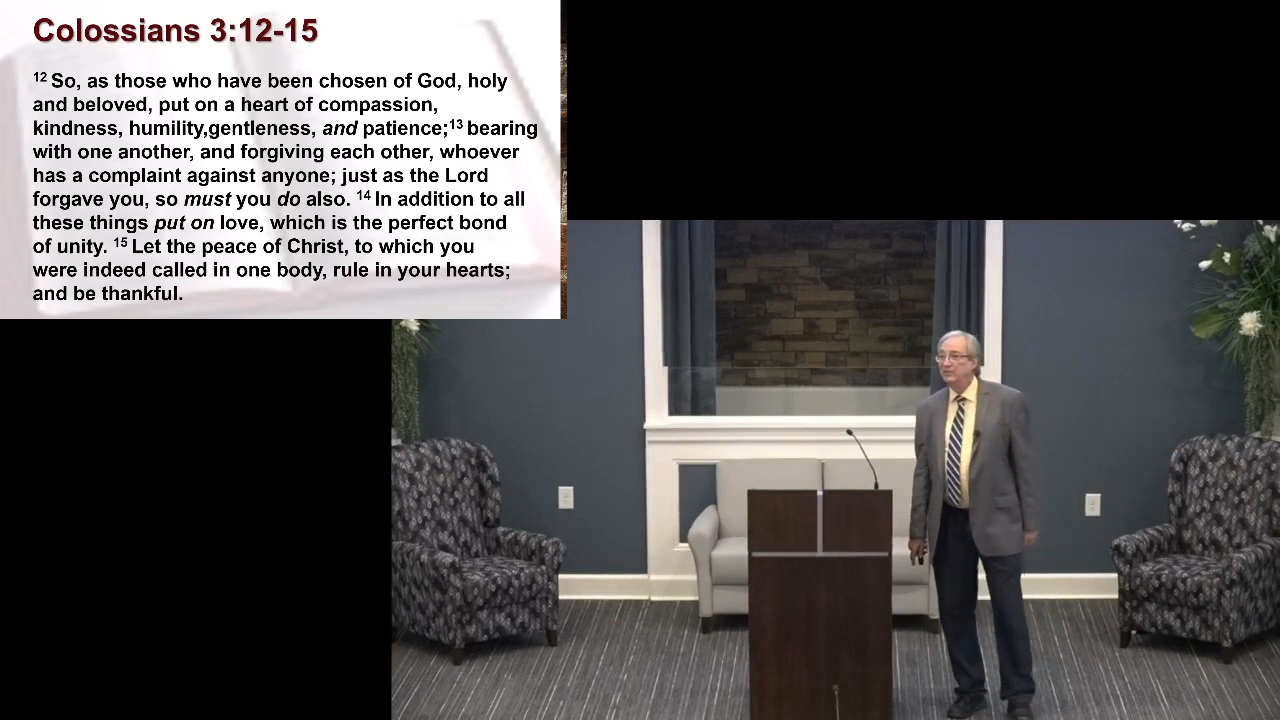 Colossians 3:12-15
12 So, as those who have been chosen of God, holy
and beloved, put on a heart of compassion,
kindness, humility,gentleness, and patience;13 bearing
with one another, and forgiving each other, whoever
has a complaint against anyone; just as the Lord
forgave you, so must you do also. 14 In addition to all
these things put on love, which is the perfect bond
of unity. 15 Let the peace of Christ, to which you
were indeed called in one body, rule in your hearts;
and be thankful.